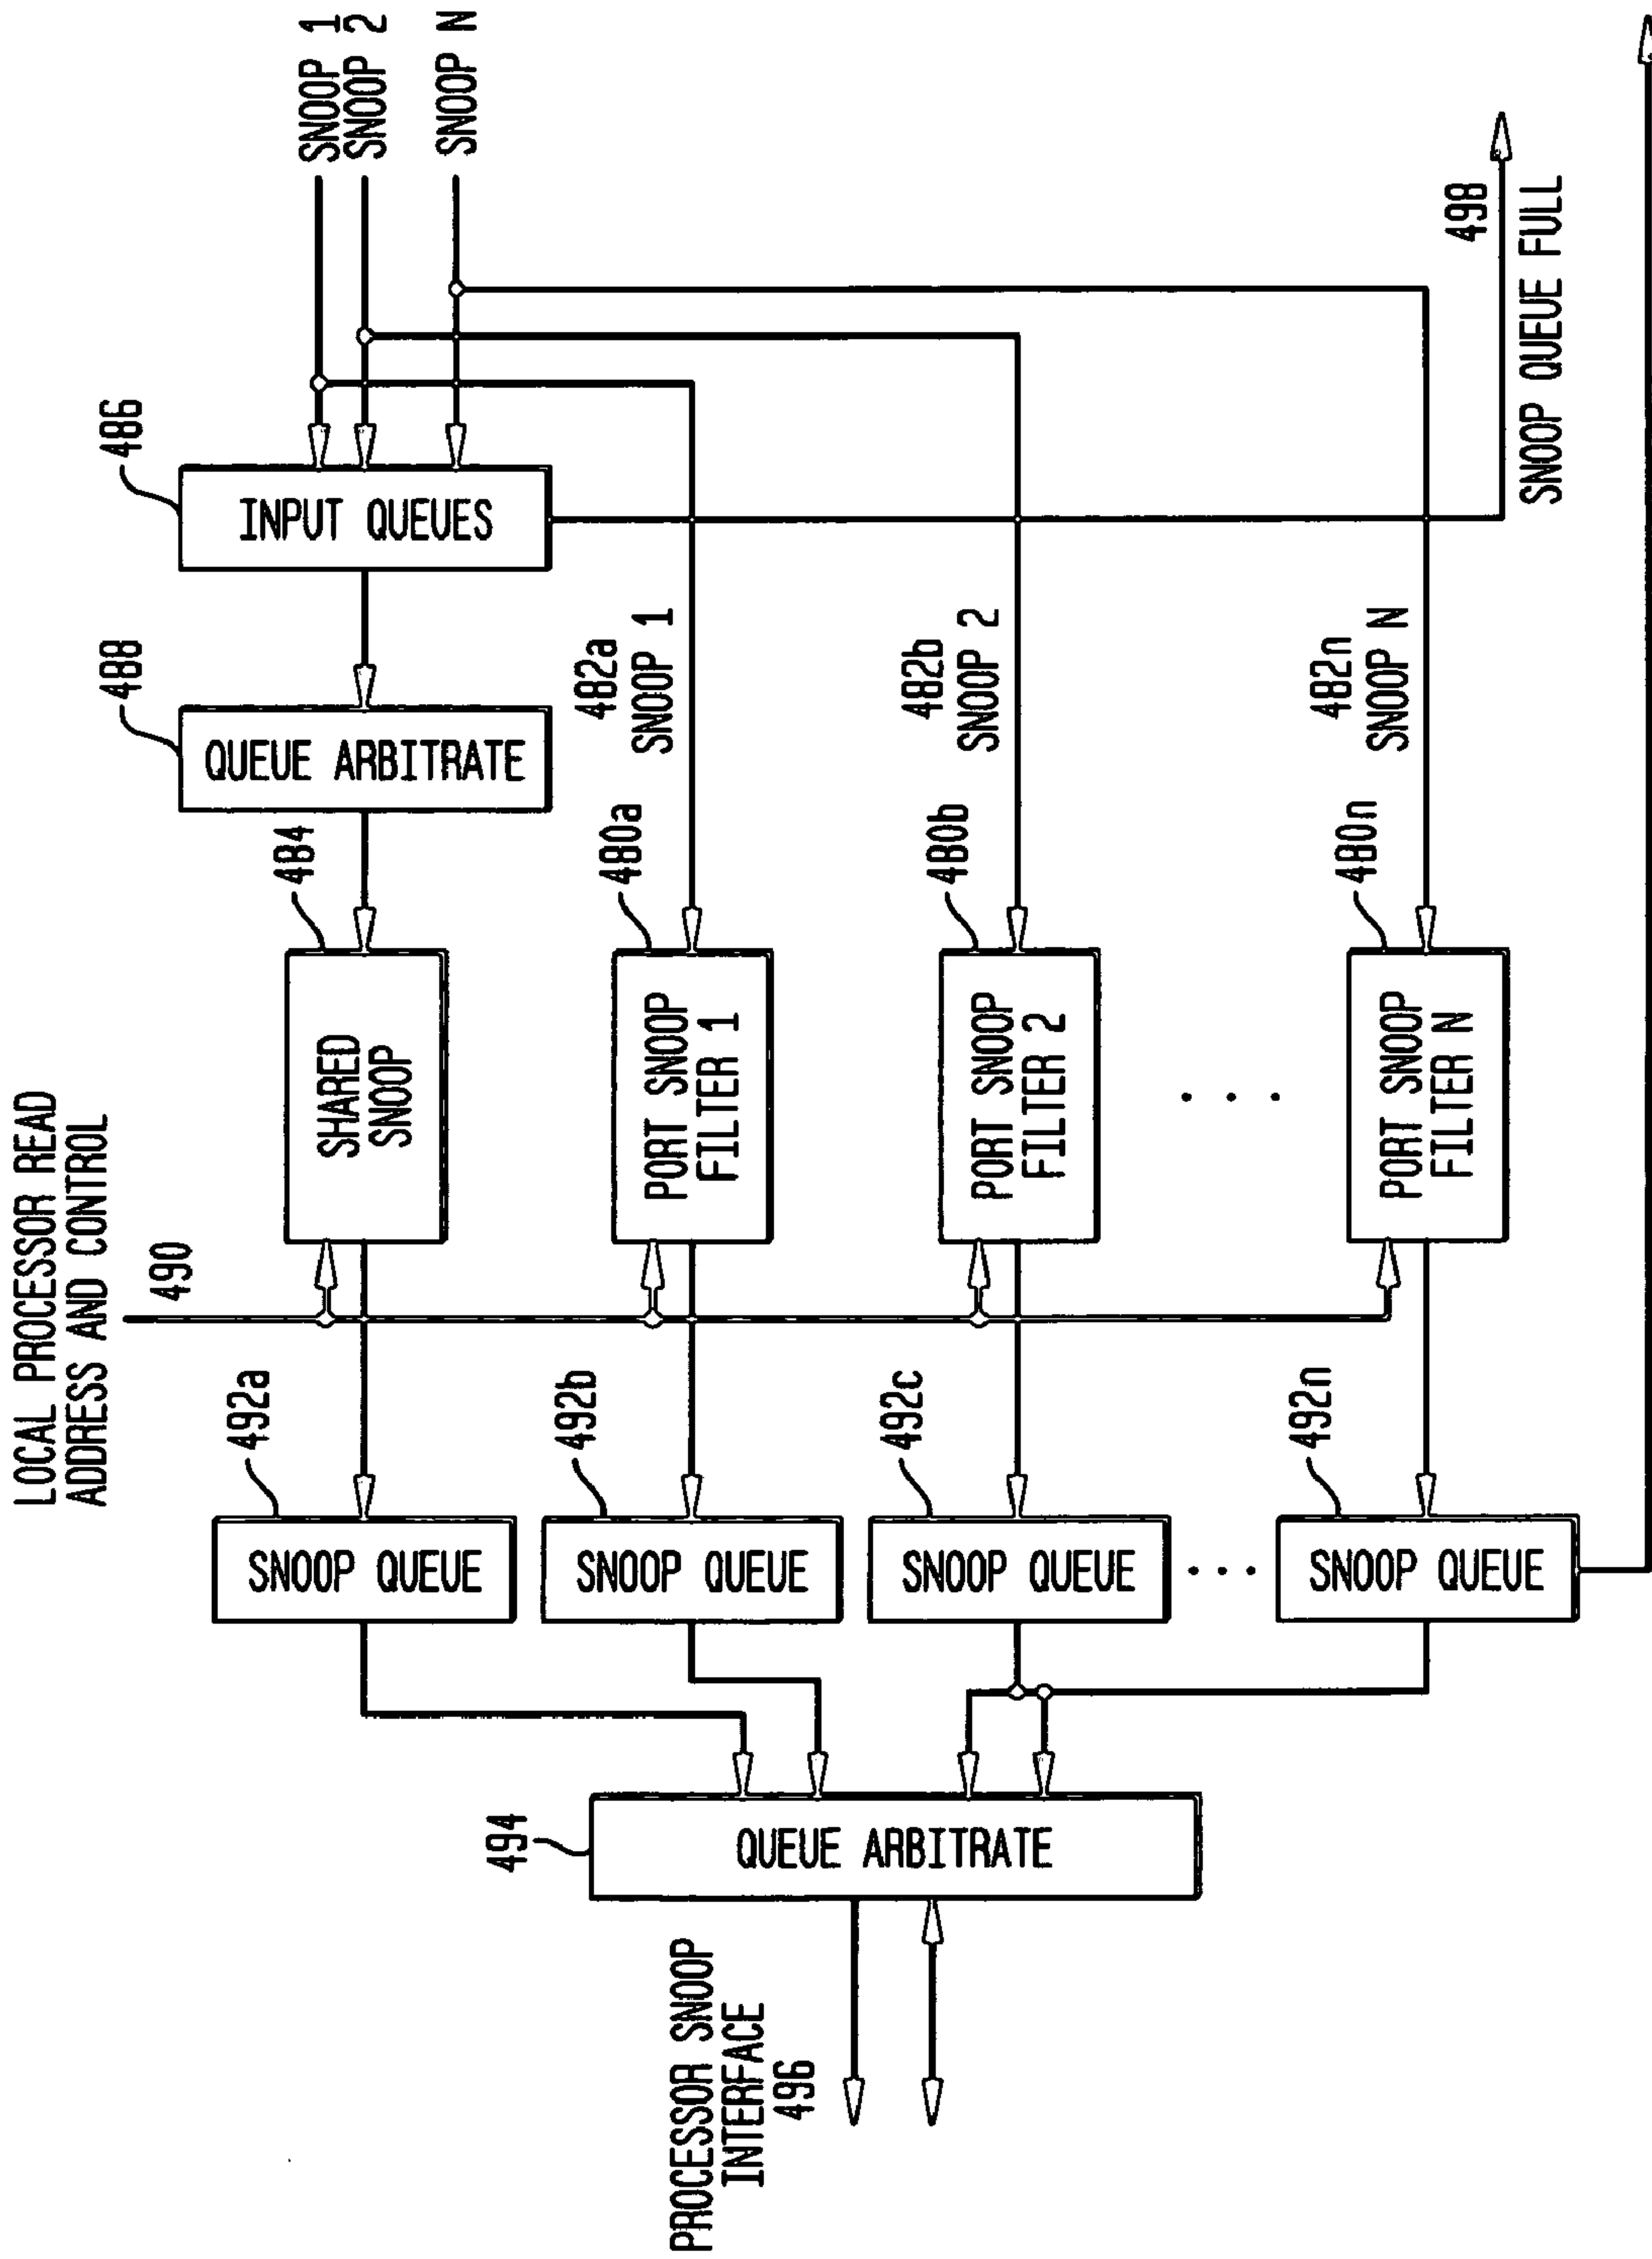 LOCAL PROCESSOR READ
ADDRESS AND CONTROL
490
SNOOP 1
SNOOP 2
SNOOP N
486
INPUT QUEUES
488
QUEUE ARBITRATE
484
SHARED
SNOOP
492a
SNOOP QUEUE
482a
SNOOP 1
480a
PORT SNOOP
FILTER 1
492b
SNOOP QUEUE
482b
SNOOP 2
480b
PORT SNOOP
FILTER 2
492c
SNOOP QUEUE
. . .
. . .
482n
SNOOP N
480n
PORT SNOOP
FILTER N
492n
SNOOP QUEUE
498
SNOOP QUEUE FULL
494
QUEUE ARBITRATE
PROCESSOR SNOOP
INTERFACE
496